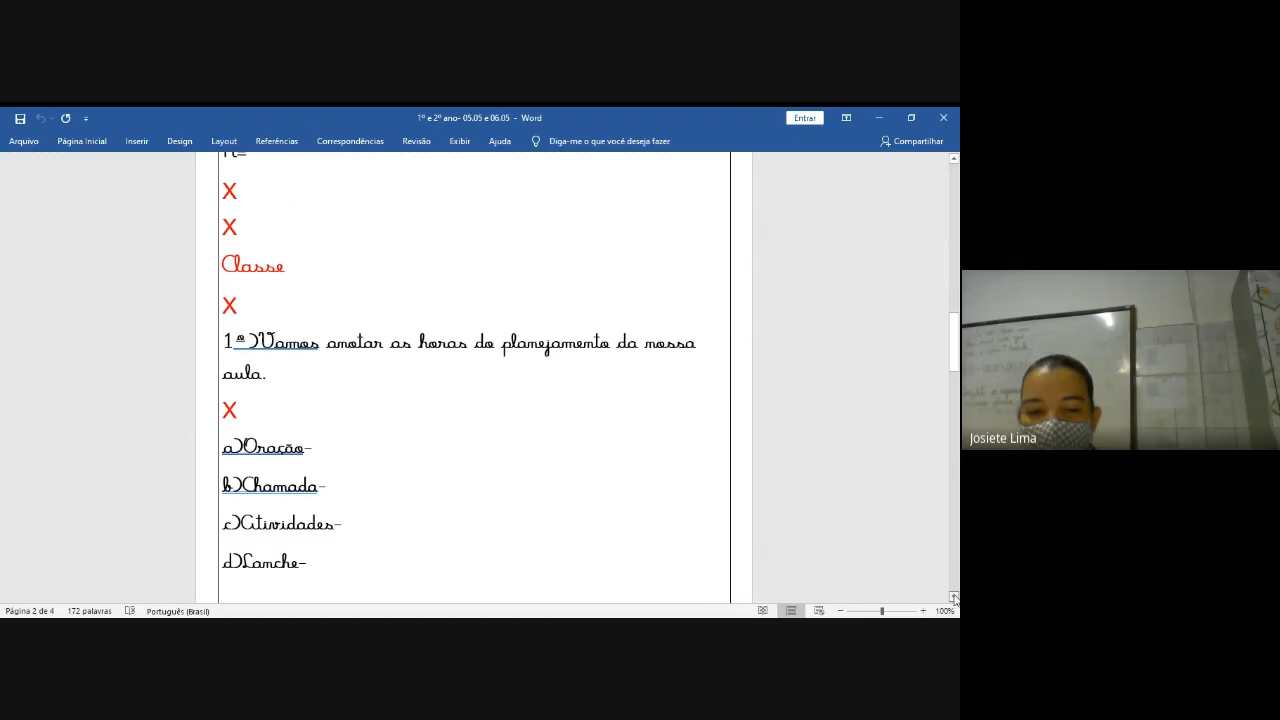 1º e 2º ano- 05.05 e 06.05 - Word
Entrar
Arquivo Página Inicial Inserir Design Layout Referências Correspondências Revisão Exibir Ajuda Diga-me o que você deseja fazer Compartilhar
X
X
Classe
X
1º)Vamos anotar as horas do planejamento da nossa
aula.
X
a)Oração-
b)Chamada-
c)Atividades-
d)Lanche-
Página 2 de 4 172 palavras Português (Brasil) 100%
Josiete Lima